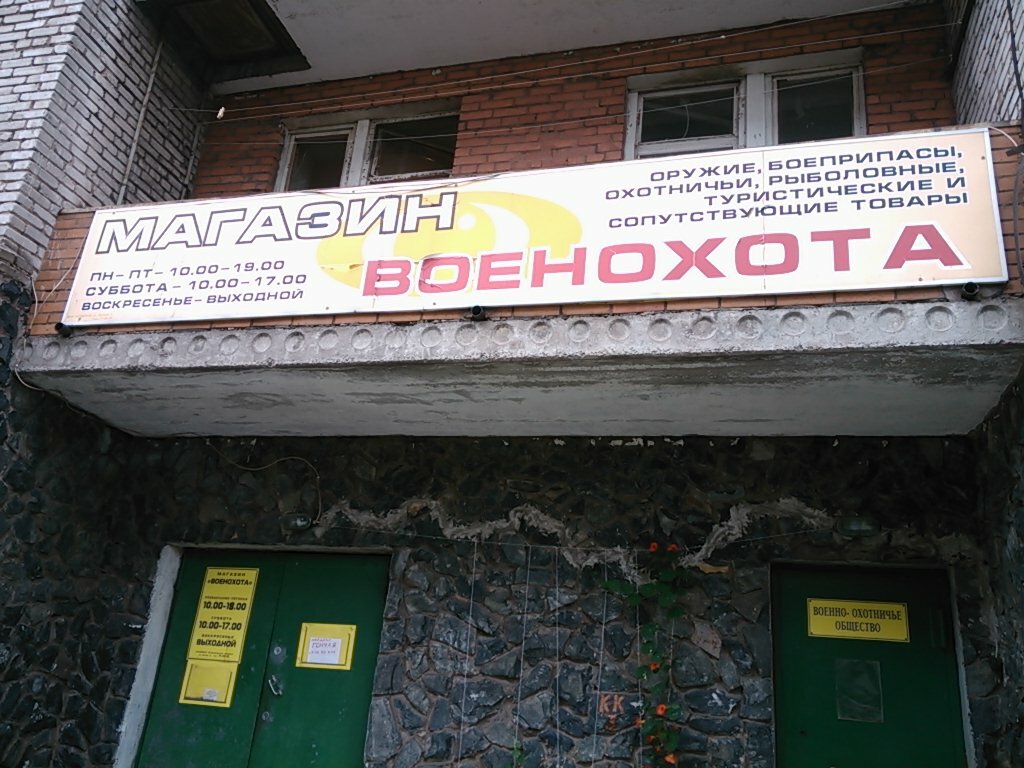 МАГАЗИН
ПН- ПТ- 10.00-19.00
СУББОТА - 10.00-17.00
ВОСКРЕСЕНЬЕ-ВЫХОДНОЙ
ОРУЖИЕ, БОЕПРИПАСЫ,
ОХОТНИЧЬИ, РЫБОЛОВНЫЕ,
ТУРИСТИЧЕСКИЕ И
СОПУТСТВУЮЩИЕ ТОВАРЫ
ВОЕНОХОТА
МАГАЗИН
«ВОЕНОХОТА»
10.00-18.00
СУББОТА
10.00-17.00
ВОСКРЕСЕНЬЕ
ВЫХОДНОЙ
ВОЕННО- ОХОТНИЧЬЕ
ОБЩЕСТВО
КК